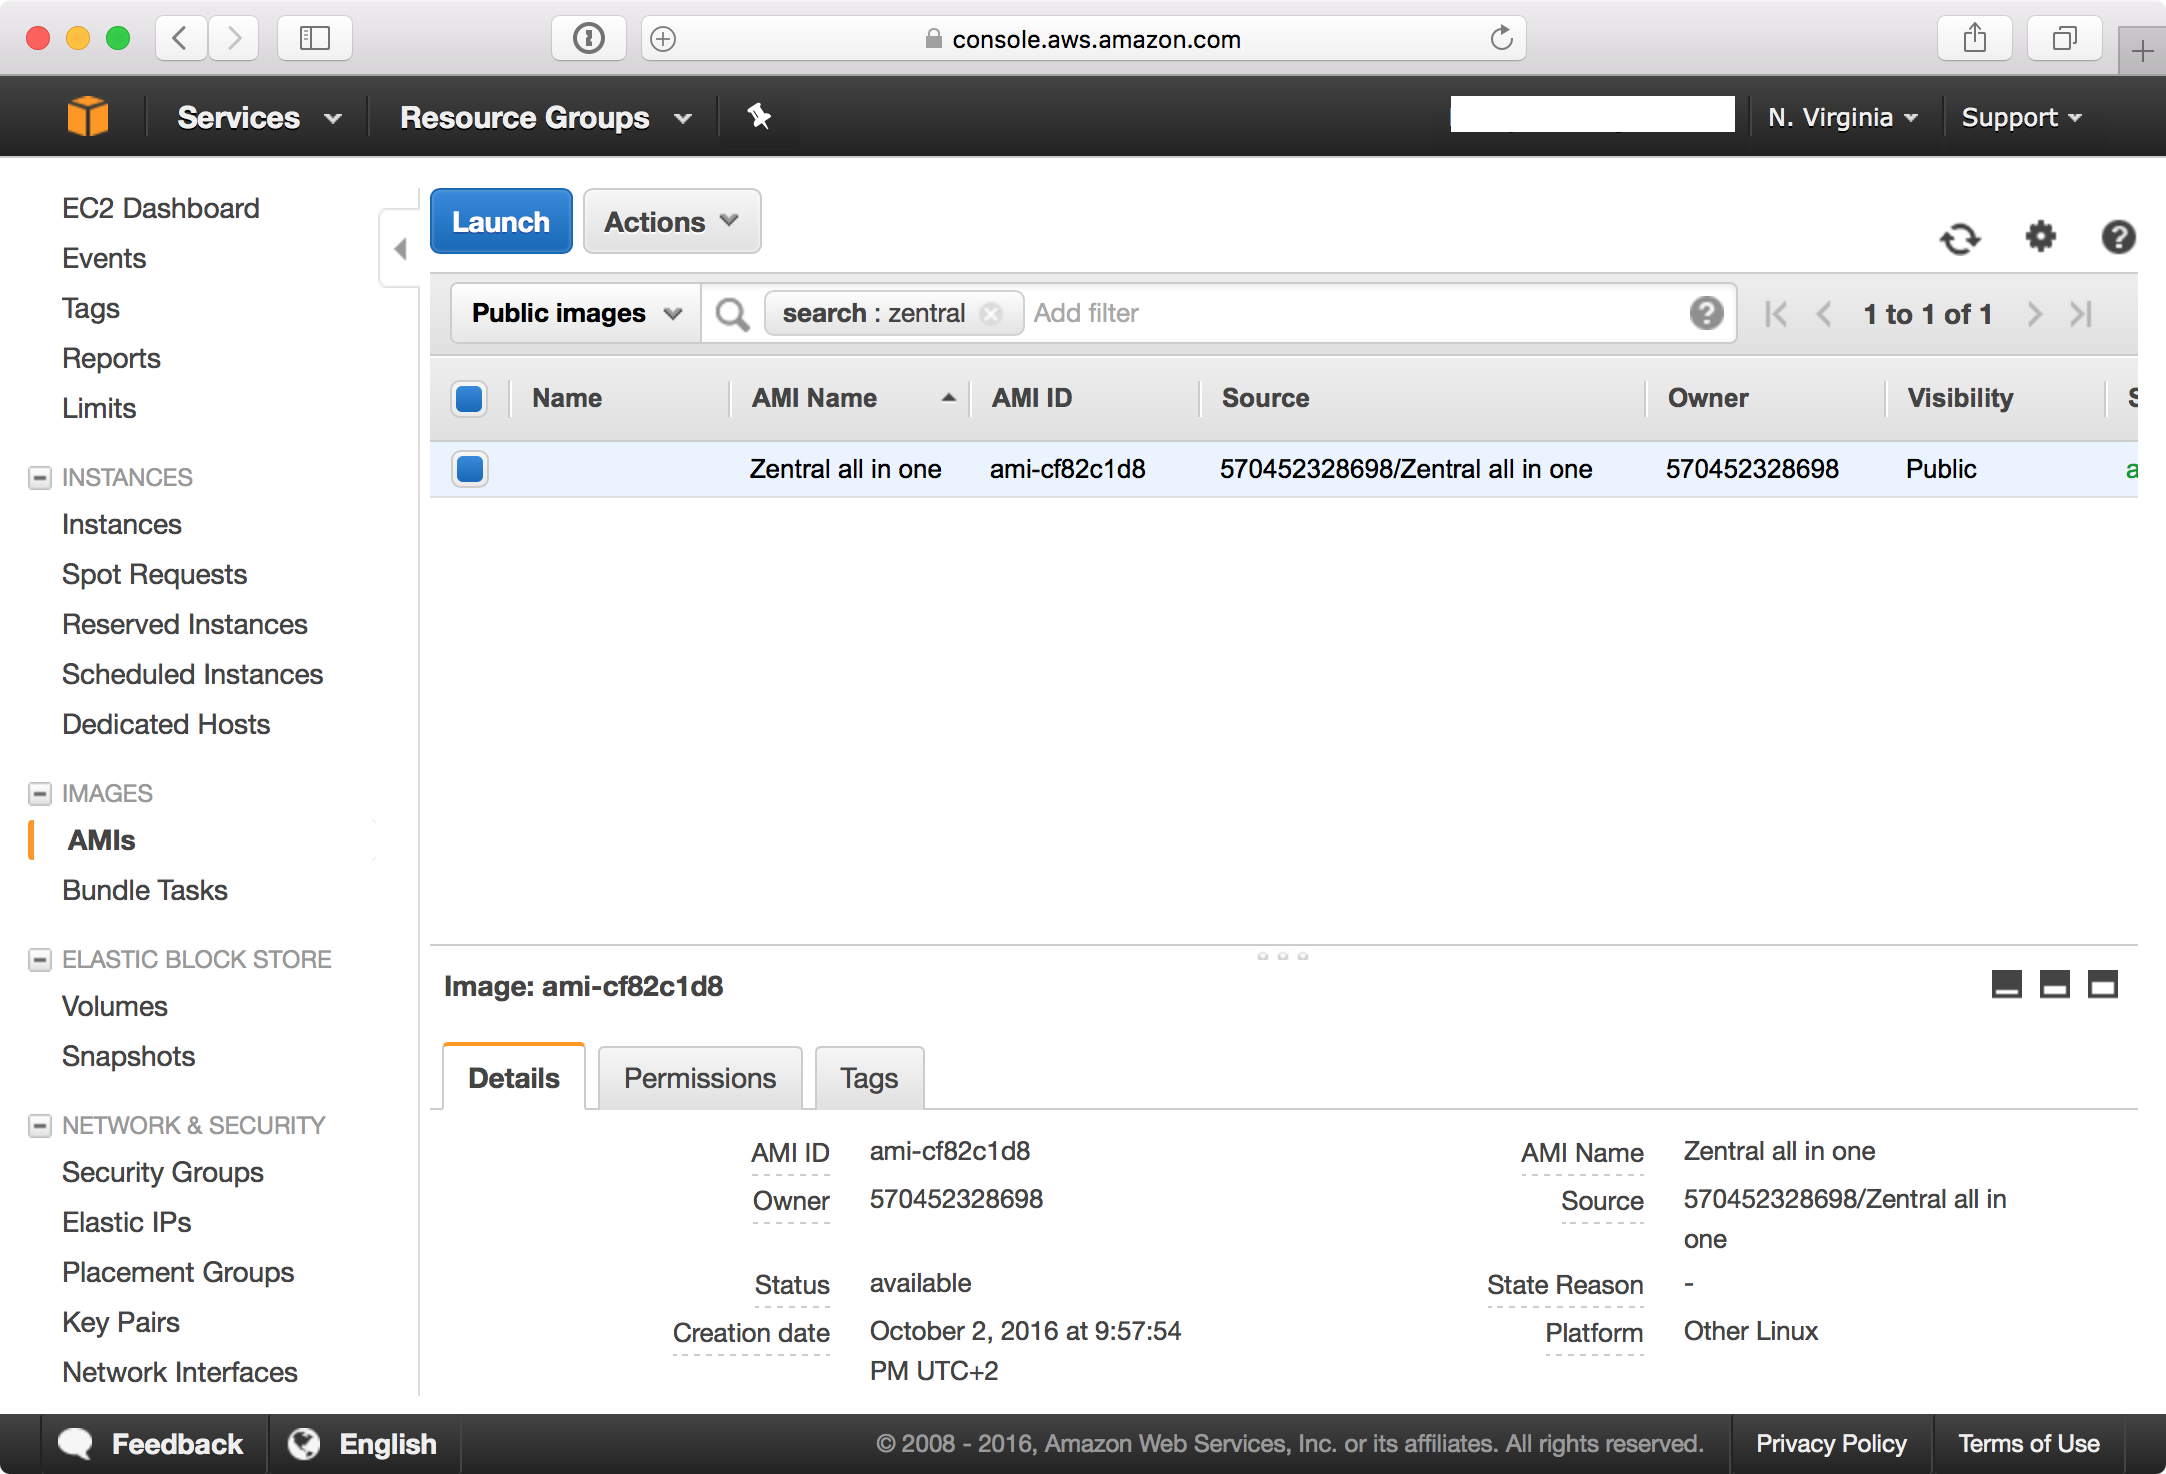 console.aws.amazon.com
Services
Resource Groups
N. Virginia
Support
EC2 Dashboard
Events
Tags
Reports
Limits
INSTANCES
Instances
Spot Requests
Reserved Instances
Scheduled Instances
Dedicated Hosts
IMAGES
AMIs
Bundle Tasks
ELASTIC BLOCK STORE
Volumes
Snapshots
NETWORK & SECURITY
Security Groups
Elastic IPs
Placement Groups
Key Pairs
Network Interfaces
Launch
Actions
Public images
search : zentral
Add filter
1 to 1 of 1
Name AMI Name AMI ID Source Owner Visibility S
Zentral all in one ami-cf82c1d8 570452328698/Zentral all in one 570452328698 Public a
Image: ami-cf82c1d8
Details
Permissions
Tags
AMI ID ami-cf82c1d8
Owner 570452328698
Status available
Creation date October 2, 2016 at 9:57:54
PM UTC+2
AMI Name Zentral all in one
Source 570452328698/Zentral all in
one
State Reason -
Platform Other Linux
Feedback
English
© 2008 - 2016, Amazon Web Services, Inc. or its affiliates. All rights reserved.
Privacy Policy
Terms of Use